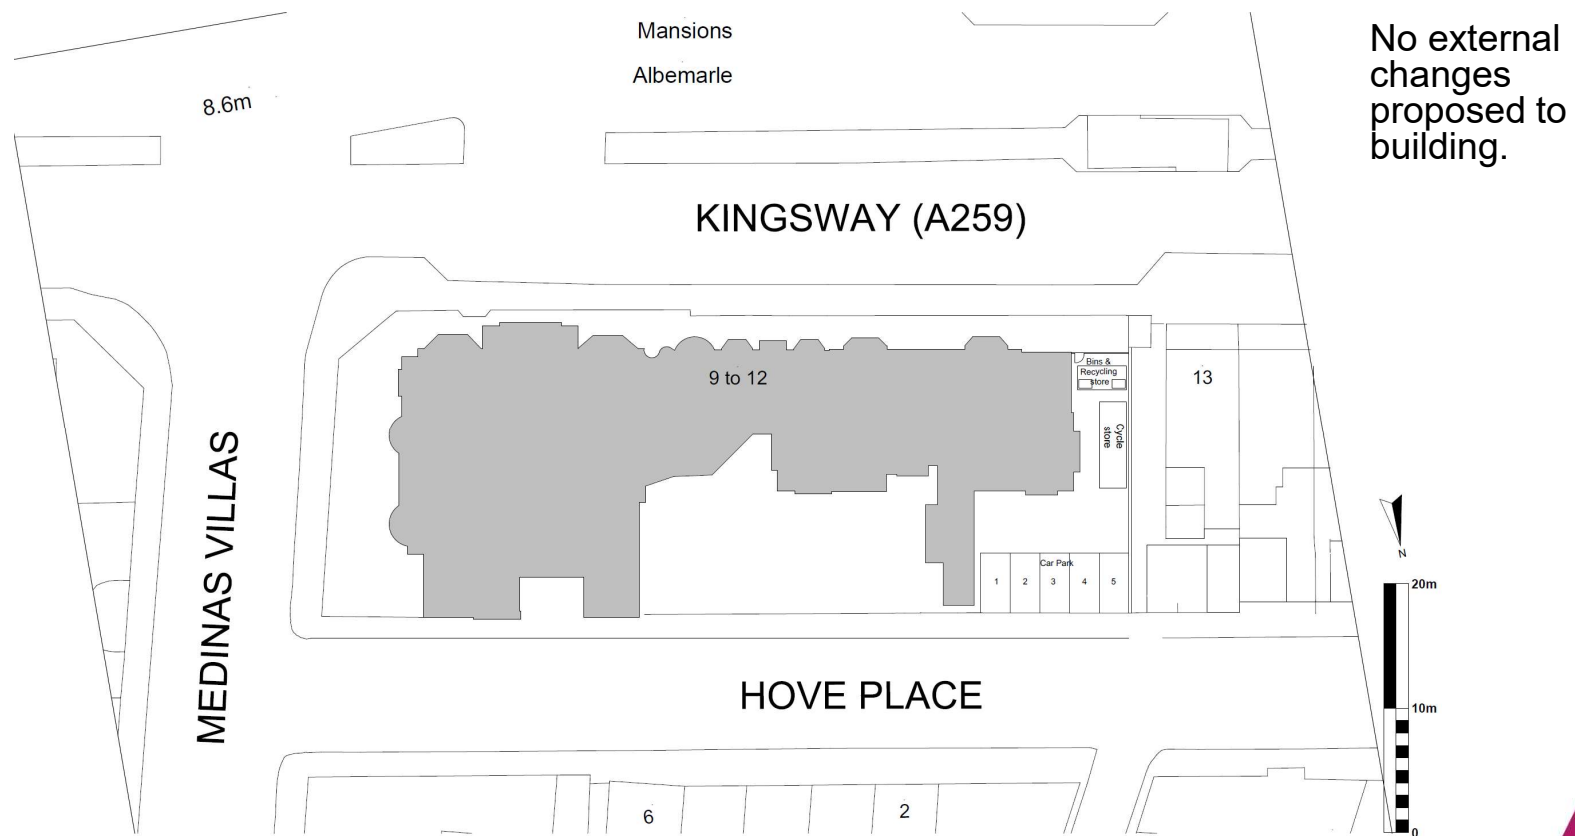 Mansions
Albemarle
8.6m
No external
changes
proposed to
building.
KINGSWAY (A259)
9 to 12
Bins &
Recycling
store
13
Cycle
store
MEDINAS VILLAS
Car Park
1 2 3 4 5
N
20m
10m
0
HOVE PLACE
6
2